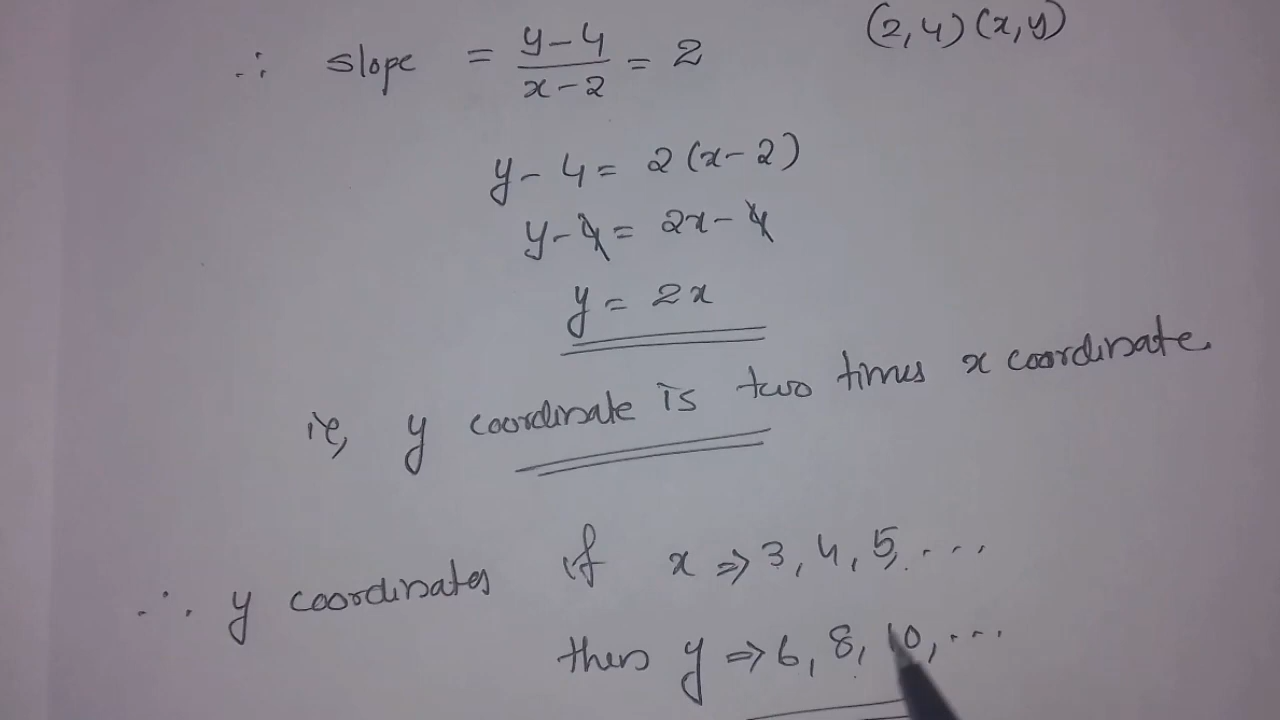 ∴ slope = y-4/x-2 = 2 (2,4) (x,y)
y-4 = 2(x-2)
y-4 = 2x-4
y = 2x
ie, y coordinate is two times x coordinate.
∴ y coordinates if x ⇒ 3, 4, 5, ...
then y ⇒ 6, 8, 10, ...